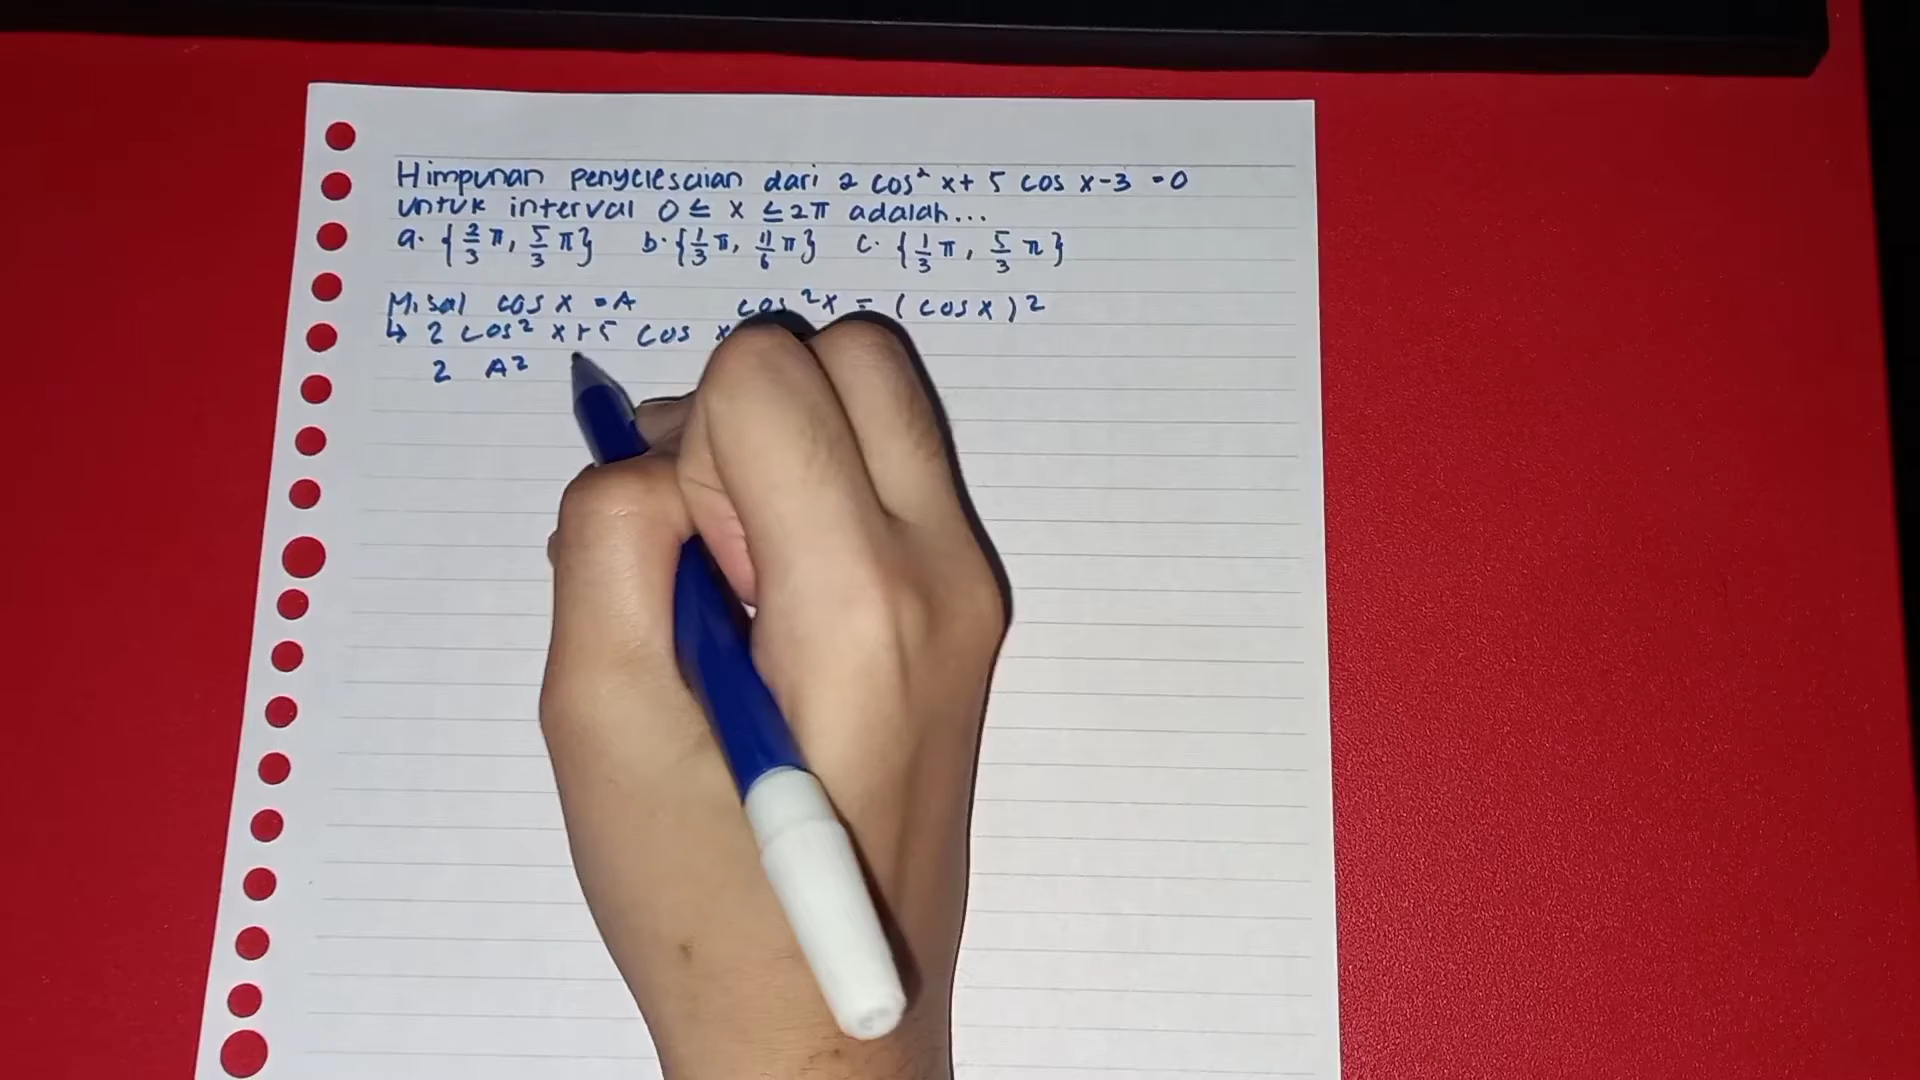 Himpunan penyelesaian dari 2 cos² x + 5 cos x - 3 = 0
untuk interval 0 ≤ x ≤ 2π adalah...
a. {2/3 π, 5/3 π} b. {1/3 π, 11/6 π} c. {1/3 π, 5/3 π}
Misal cos x = A cos²x = (cos x)2
↳ 2 cos² x + 5 cos x
2 A²